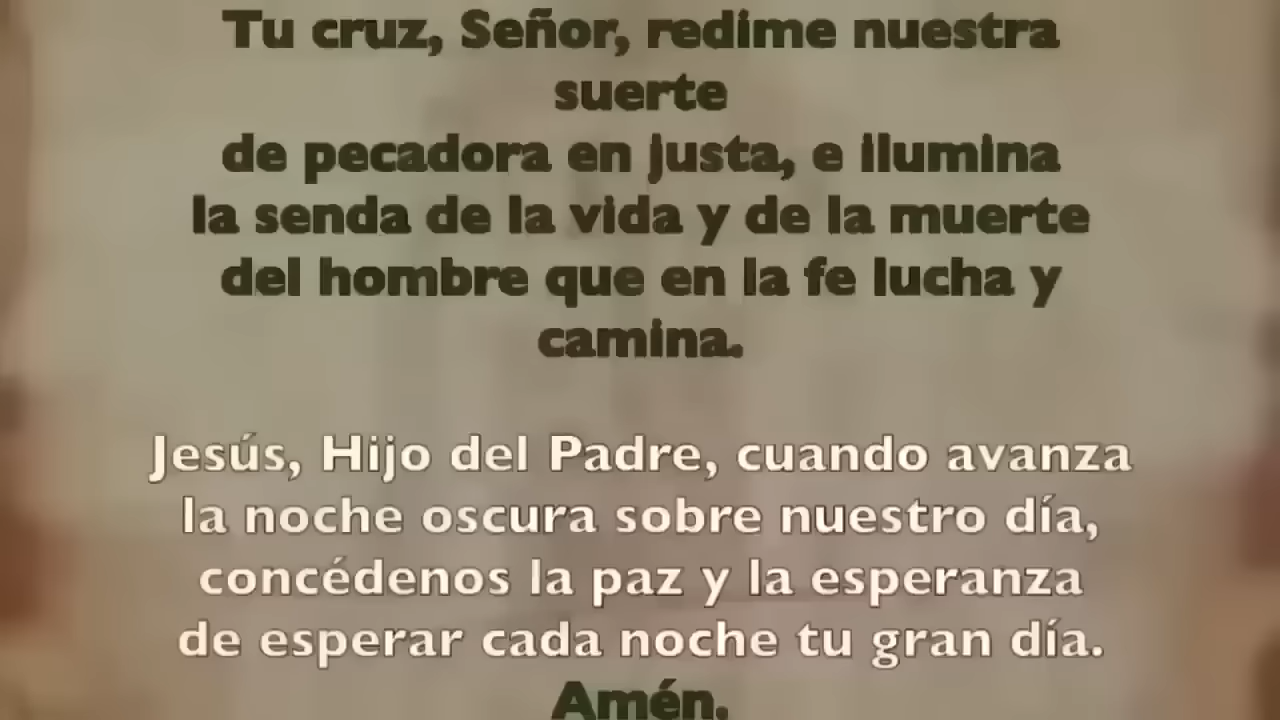 Tu cruz, Señor, redime nuestra
suerte
de pecadora en justa, e ilumina
la senda de la vida y de la muerte
del hombre que en la fe lucha y
camina.
Jesús, Hijo del Padre, cuando avanza
la noche oscura sobre nuestro día,
concédenos la paz y la esperanza
de esperar cada noche tu gran día.
Amén.